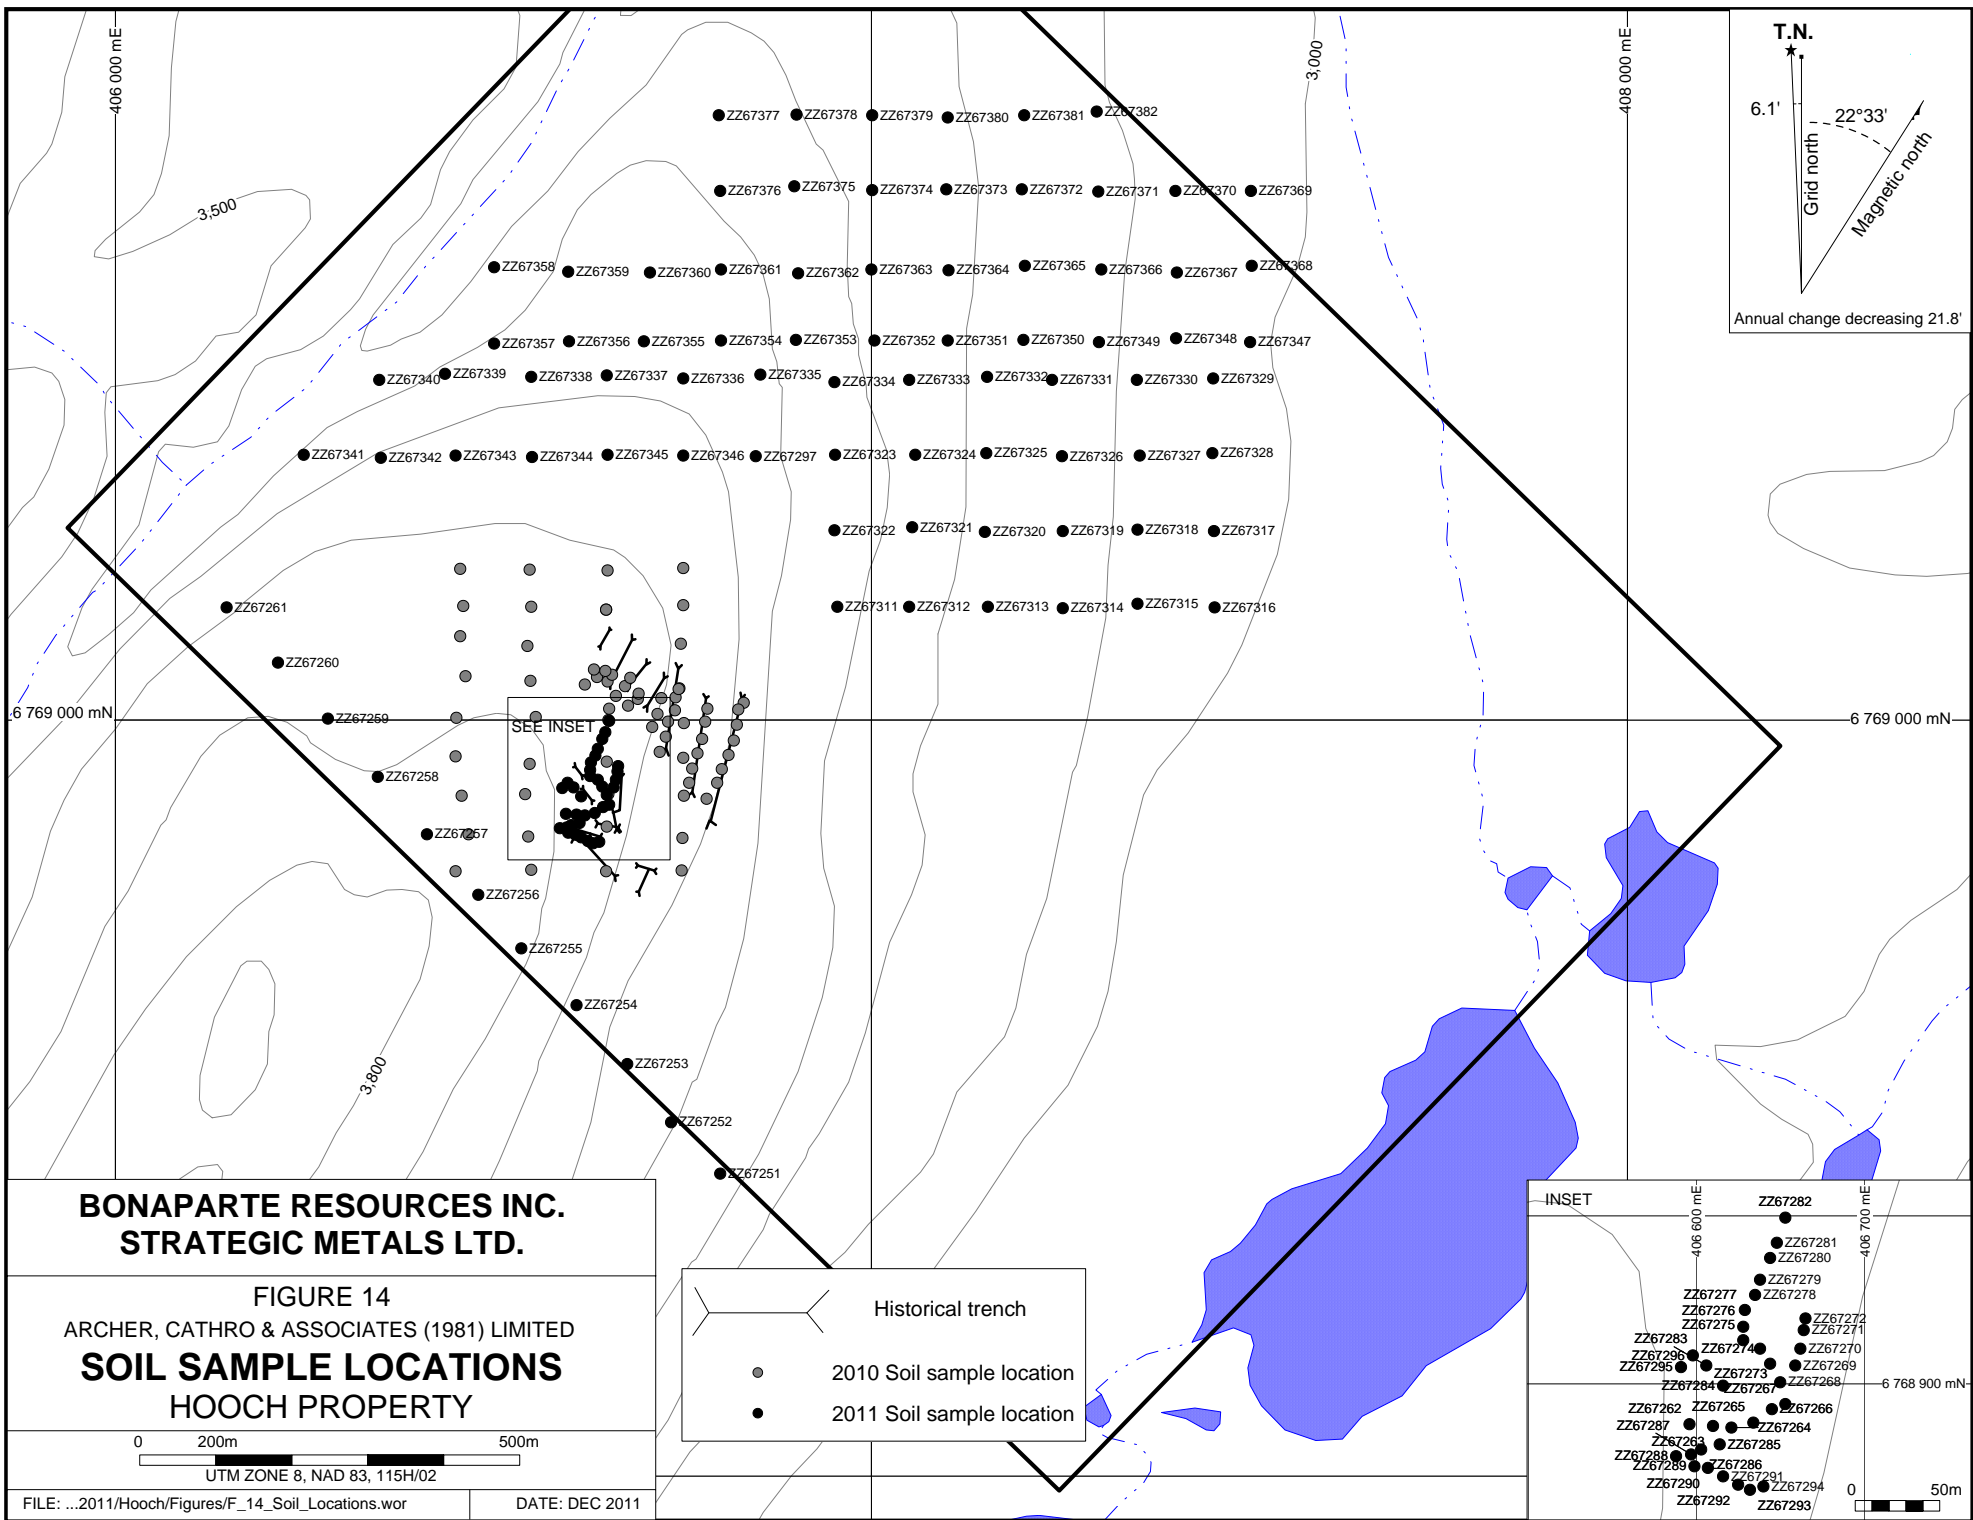 406 000 mE
3,000
408 000 mE
T.N.
6.1'
22°33'
Grid north
Magnetic north
Annual change decreasing 21.8'
3,500
ZZ67377
ZZ67378
ZZ67379
ZZ67380
ZZ67381
ZZ67382
ZZ67376
ZZ67375
ZZ67374
ZZ67373
ZZ67372
ZZ67371
ZZ67370
ZZ67369
ZZ67358
ZZ67359
ZZ67360
ZZ67361
ZZ67362
ZZ67363
ZZ67364
ZZ67365
ZZ67366
ZZ67367
ZZ67368
ZZ67357
ZZ67356
ZZ67355
ZZ67354
ZZ67353
ZZ67352
ZZ67351
ZZ67350
ZZ67349
ZZ67348
ZZ67347
ZZ67340
ZZ67339
ZZ67338
ZZ67337
ZZ67336
ZZ67335
ZZ67334
ZZ67333
ZZ67332
ZZ67331
ZZ67330
ZZ67329
ZZ67341
ZZ67342
ZZ67343
ZZ67344
ZZ67345
ZZ67346
ZZ67297
ZZ67323
ZZ67324
ZZ67325
ZZ67326
ZZ67327
ZZ67328
ZZ67322
ZZ67321
ZZ67320
ZZ67319
ZZ67318
ZZ67317
ZZ67311
ZZ67312
ZZ67313
ZZ67314
ZZ67315
ZZ67316
ZZ67261
ZZ67260
6 769 000 mN
ZZ67259
SEE INSET
6 769 000 mN
ZZ67258
ZZ67257
ZZ67256
ZZ67255
ZZ67254
ZZ67253
ZZ67252
ZZ67251
3,800
BONAPARTE RESOURCES INC.
STRATEGIC METALS LTD.
FIGURE 14
ARCHER, CATHRO & ASSOCIATES (1981) LIMITED
SOIL SAMPLE LOCATIONS
HOOCH PROPERTY
0 200m 500m
UTM ZONE 8, NAD 83, 115H/02
FILE: ...2011/Hooch/Figures/F_14_Soil_Locations.wor
DATE: DEC 2011
Historical trench
2010 Soil sample location
2011 Soil sample location
INSET
406 600 mE
406 700 mE
ZZ67282
ZZ67281
ZZ67280
ZZ67279
ZZ67277
ZZ67278
ZZ67276
ZZ67275
ZZ67272
ZZ67271
ZZ67283
ZZ67296
ZZ67274
ZZ67270
ZZ67295
ZZ67273
ZZ67269
ZZ67284
ZZ67267
ZZ67268
6 768 900 mN
ZZ67262
ZZ67265
ZZ67266
ZZ67287
ZZ67264
ZZ67263
ZZ67285
ZZ67288
ZZ67289
ZZ67286
ZZ67290
ZZ67291
ZZ67292
ZZ67294
ZZ67293
0 50m